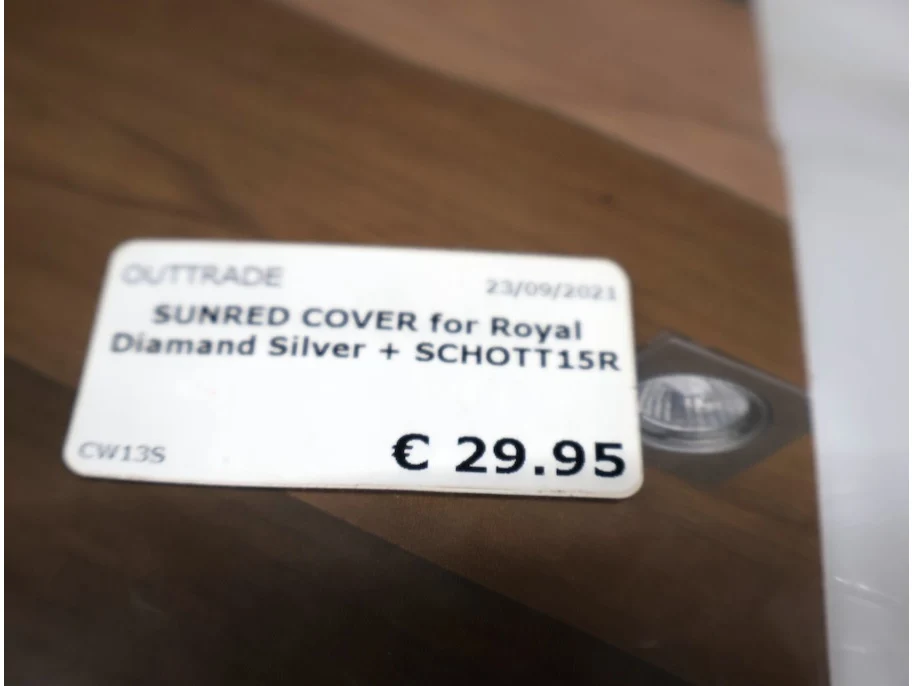 OUTTRADE 23/09/2021
SUNRED COVER for Royal
Diamand Silver + SCHOTT15R
CW13S € 29.95